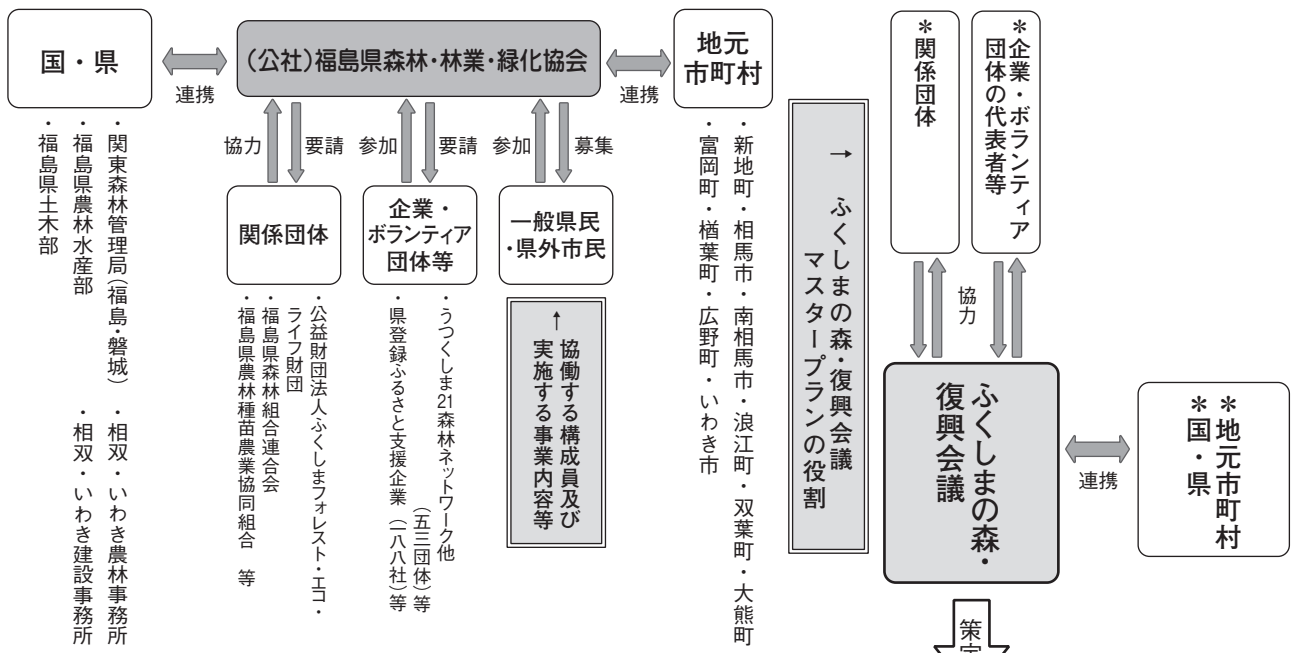 国・県
連携
(公社)福島県森林・林業・緑化協会
連携
地元
市町村
・関東森林管理局(福島・磐城)　・相双・いわき農林事務所
・福島県農林水産部　・相双・いわき建設事務所
・福島県土木部
協力
要請
参加
要請
参加
募集
関係団体
企業・
ボランティア
団体等
一般県民
・県外市民
・公益財団法人ふくしまフォレスト・エコ・
ライフ財団
・福島県森林組合連合会
・福島県農林種苗農業協同組合　等
・うつくしま21森林ネットワーク他
(五三団体)等
・県登録ふるさと支援企業(一八八社)等
↑　協働する構成員及び
実施する事業内容等
・新地町・相馬市・南相馬市・浪江町・双葉町・大熊町
・富岡町・楢葉町・広野町・いわき市
↑　ふくしまの森・復興会議
マスタープランの役割
＊関係団体
＊企業・ボランティア
団体の代表者等
協力
ふくしまの森・
復興会議
連携
＊地元市町村
＊国・県
策定